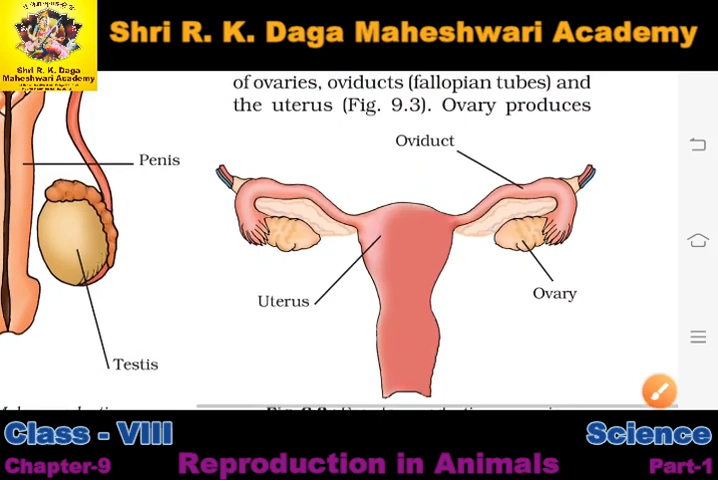 Shri R. K. Daga Maheshwari Academy
Shri R. K. Daga
Maheshwari Academy
of ovaries, oviducts (fallopian tubes) and
the uterus (Fig. 9.3). Ovary produces
Oviduct
Penis
Uterus
Ovary
Testis
Class - VIII
Science
Chapter-9
Reproduction in Animals
Part-1